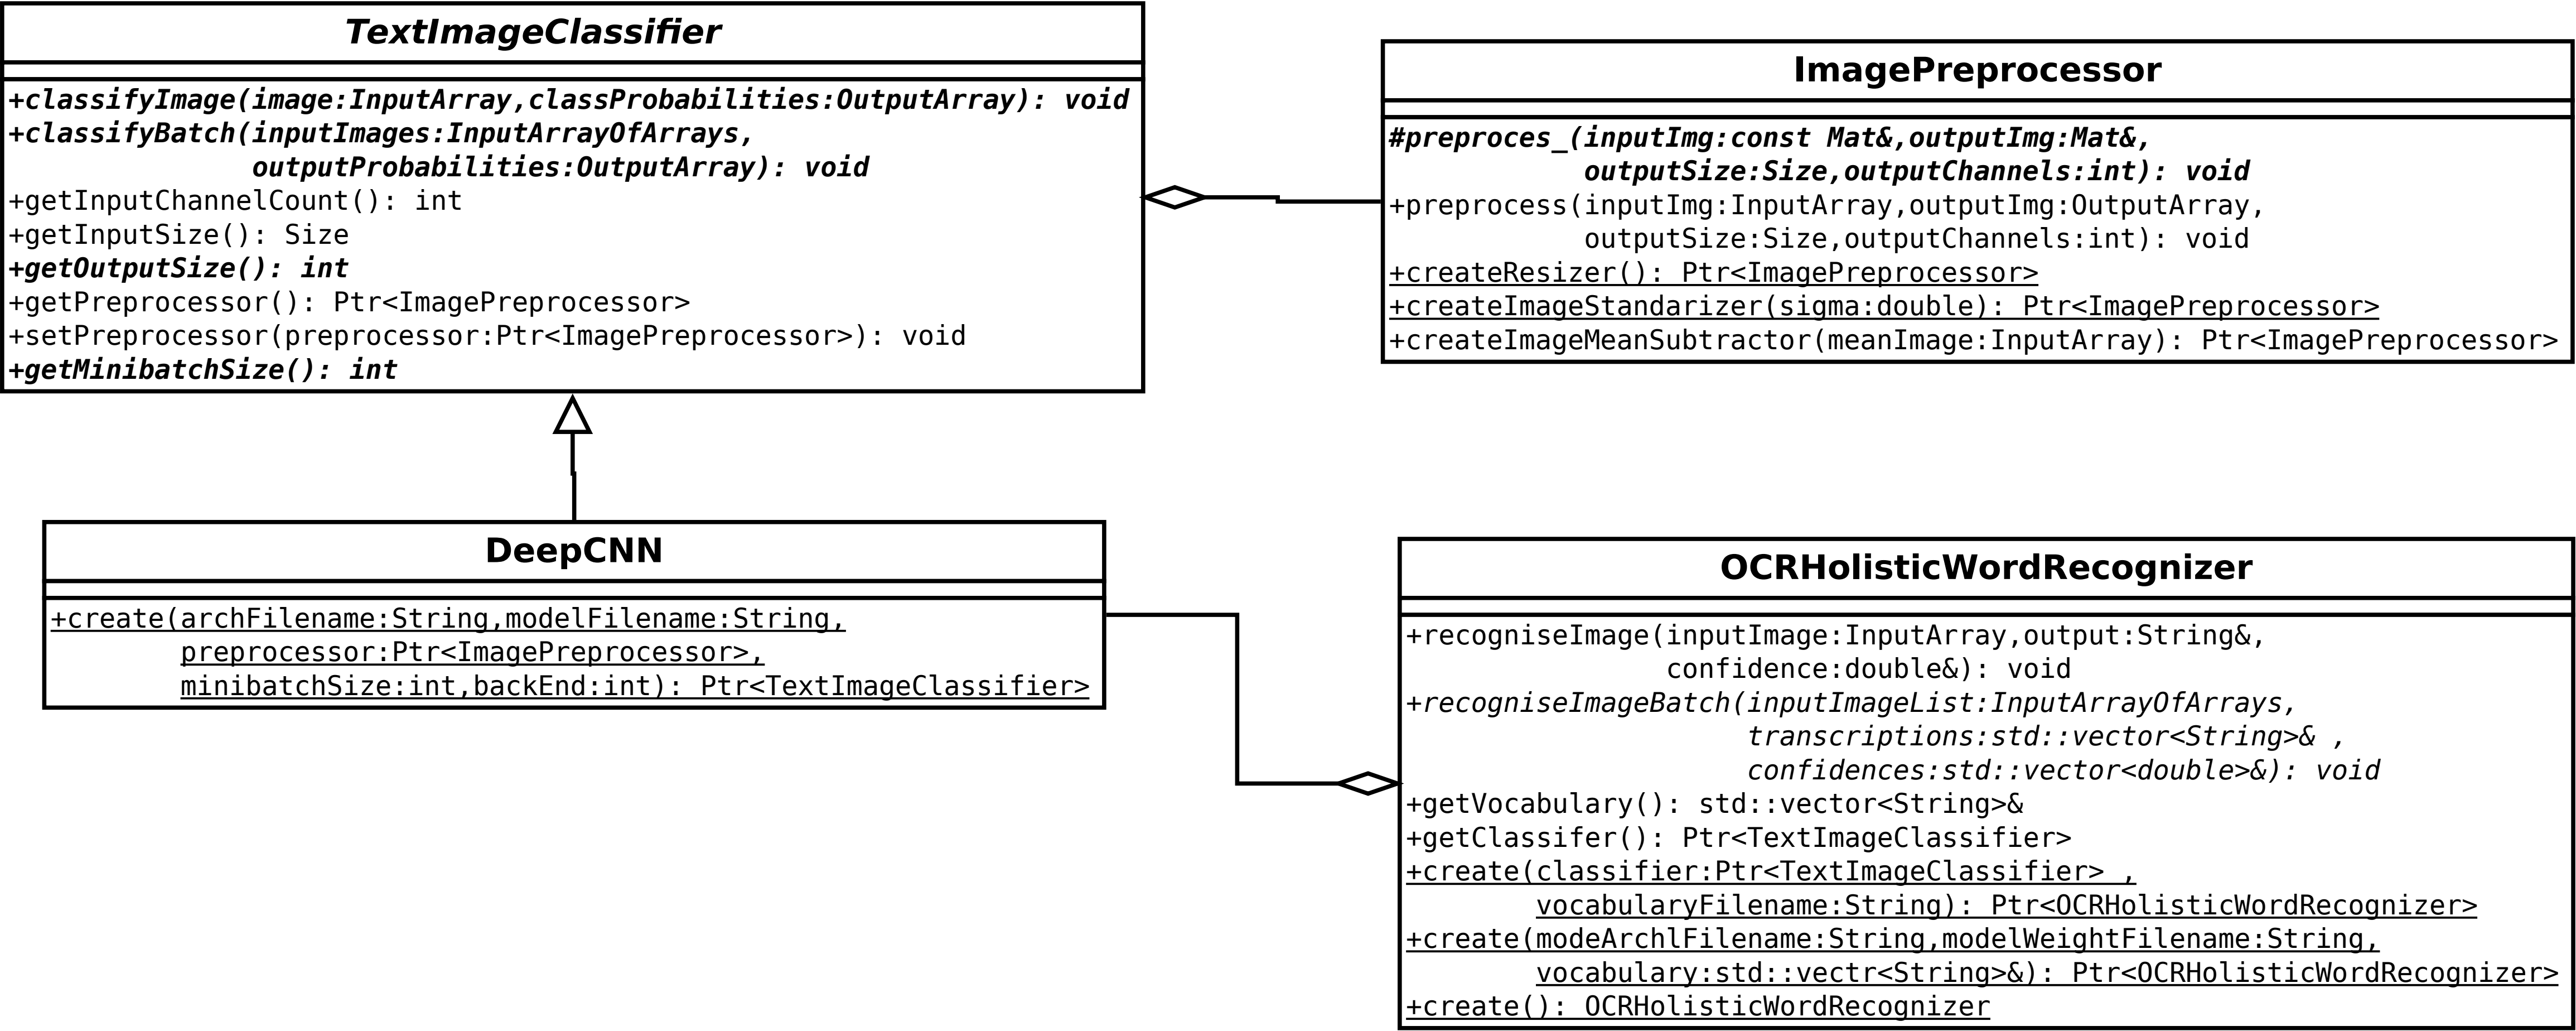 TextImageClassifier
+classifyImage(image:InputArray,classProbabilities:OutputArray): void
+classifyBatch(inputImages:InputArrayOfArrays,
outputProbabilities:OutputArray): void
+getInputChannelCount(): int
+getInputSize(): Size
+getOutputSize(): int
+getPreprocessor(): Ptr<ImagePreprocessor>
+setPreprocessor(preprocessor:Ptr<ImagePreprocessor>): void
+getMinibatchSize(): int
ImagePreprocessor
#preproces_(inputImg:const Mat&,outputImg:Mat&,
outputSize:Size,outputChannels:int): void
+preprocess(inputImg:InputArray,outputImg:OutputArray,
outputSize:Size,outputChannels:int): void
+createResizer(): Ptr<ImagePreprocessor>
+createImageStandarizer(sigma:double): Ptr<ImagePreprocessor>
+createImageMeanSubtractor(meanImage:InputArray): Ptr<ImagePreprocessor>
DeepCNN
+create(archFilename:String,modelFilename:String,
preprocessor:Ptr<ImagePreprocessor>,
minibatchSize:int,backEnd:int): Ptr<TextImageClassifier>
OCRHolisticWordRecognizer
+recogniseImage(inputImage:InputArray,output:String&,
confidence:double&): void
+recogniseImageBatch(inputImageList:InputArrayOfArrays,
transcriptions:std::vector<String>& ,
confidences:std::vector<double>&): void
+getVocabulary(): std::vector<String>&
+getClassifer(): Ptr<TextImageClassifier>
+create(classifier:Ptr<TextImageClassifier> ,
vocabularyFilename:String): Ptr<OCRHolisticWordRecognizer>
+create(modeArchlFilename:String,modelWeightFilename:String,
vocabulary:std::vectr<String>&): Ptr<OCRHolisticWordRecognizer>
+create(): OCRHolisticWordRecognizer